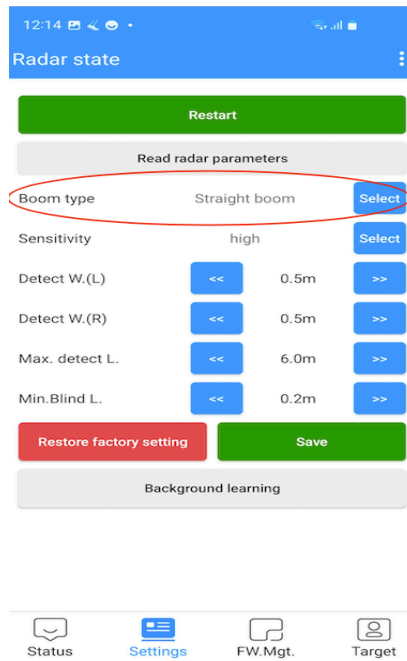 12:14
Radar state
Restart
Read radar parameters
Boom type Straight boom Select
Sensitivity high Select
Detect W.(L) << 0.5m >>
Detect W.(R) << 0.5m >>
Max. detect L. << 6.0m >>
Min.Blind L. << 0.2m >>
Restore factory setting Save
Background learning
Status Settings FW.Mgt. Target